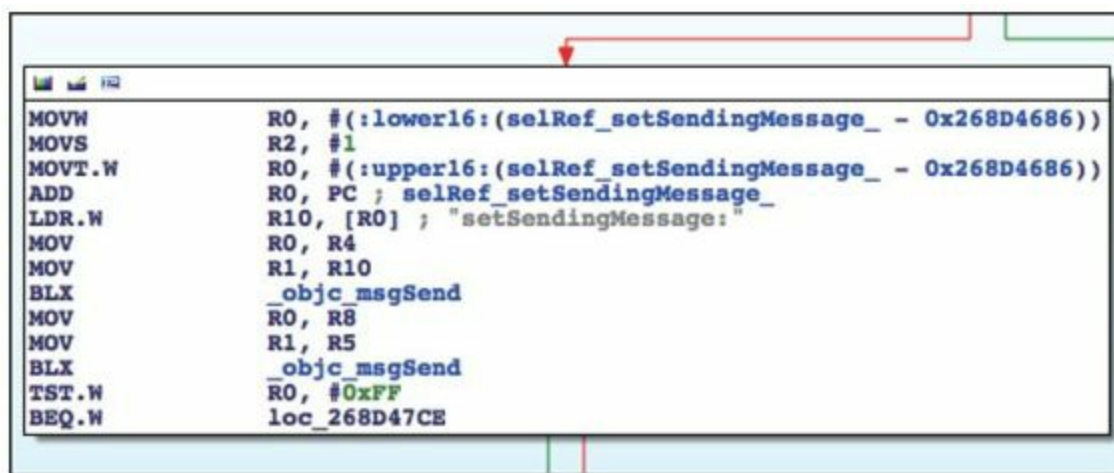 MOVW R0, #(:lower16:(selRef_setSendingMessage_ - 0x268D4686))
MOVS R2, #1
MOVT.W R0, #(:upper16:(selRef_setSendingMessage_ - 0x268D4686))
ADD R0, PC ; selRef_setSendingMessage_
LDR.W R10, [R0] ; "setSendingMessage:"
MOV R0, R4
MOV R1, R10
BLX _objc_msgSend
MOV R0, R8
MOV R1, R5
BLX _objc_msgSend
TST.W R0, #0xFF
BEQ.W loc_268D47CE